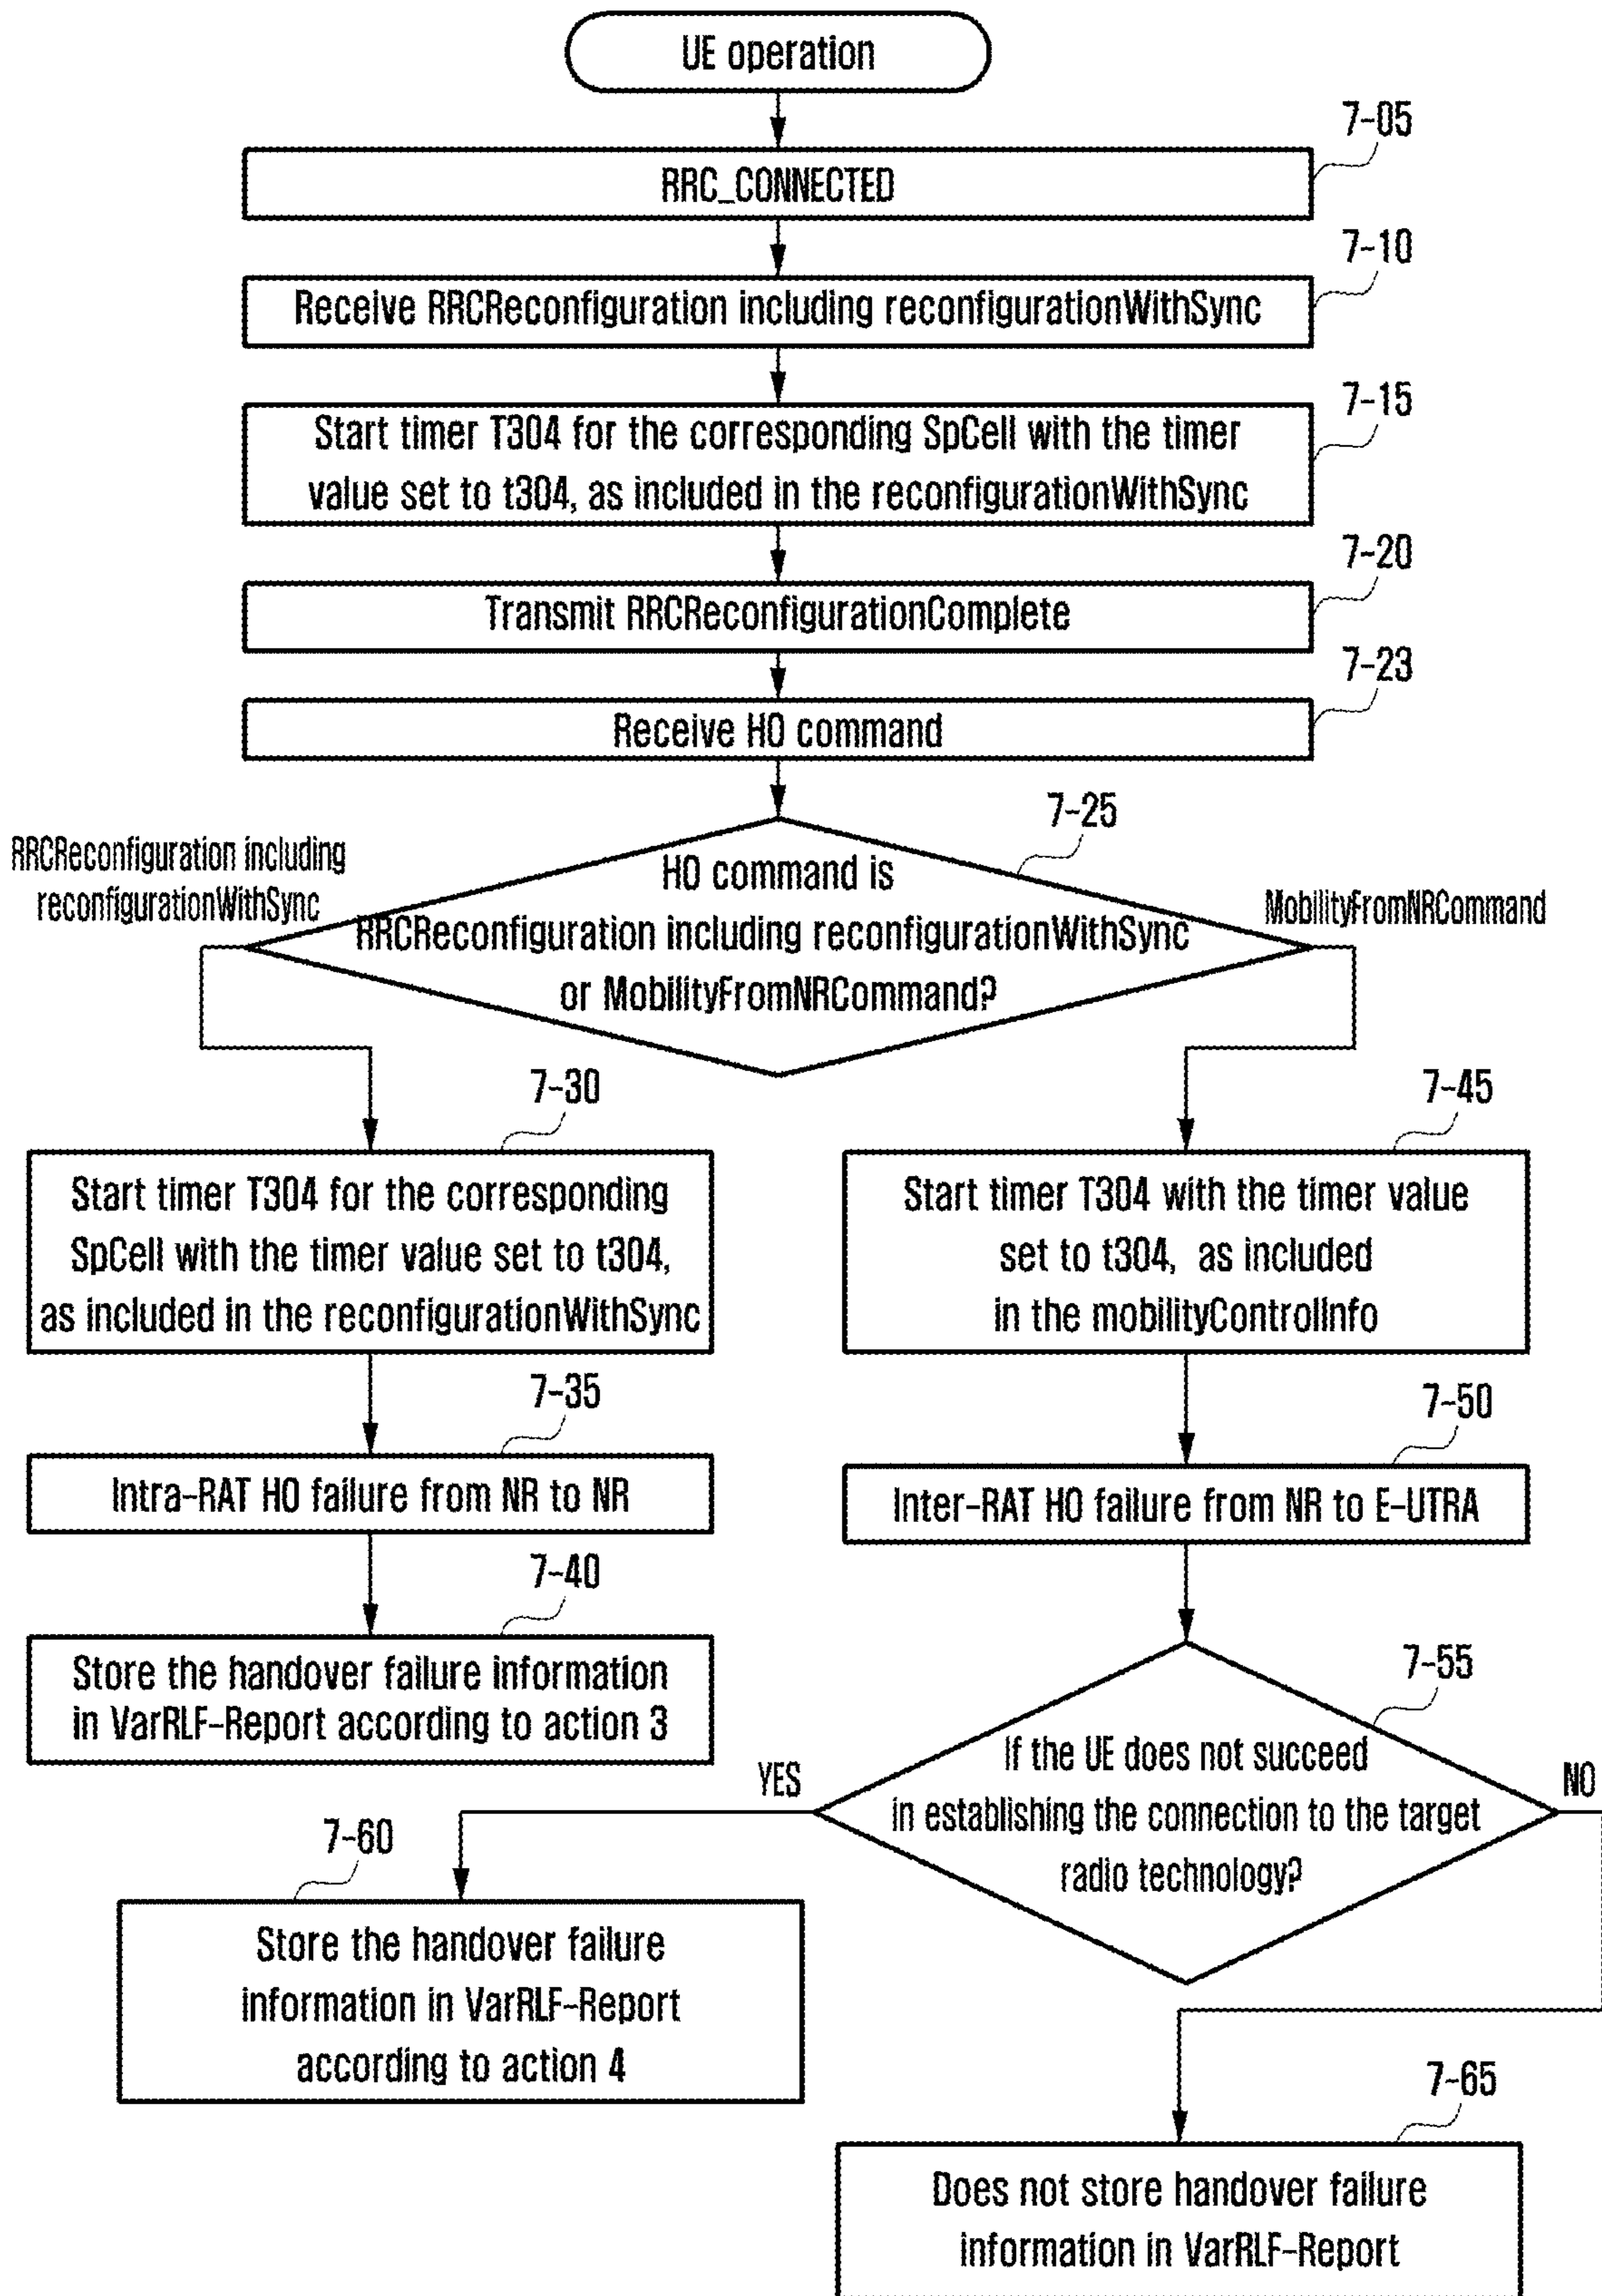 UE operation
7-05
RRC_CONNECTED
7-10
Receive RRCReconfiguration including reconfigurationWithSync
7-15
Start timer T304 for the corresponding SpCell with the timer
value set to t304, as included in the reconfigurationWithSync
7-20
Transmit RRCReconfigurationComplete
7-23
Receive HO command
7-25
RRCReconfiguration including
reconfigurationWithSync
HO command is
RRCReconfiguration including reconfigurationWithSync
or MobilityFromNRCommand?
MobilityFromNRCommand
7-30
Start timer T304 for the corresponding
SpCell with the timer value set to t304,
as included in the reconfigurationWithSync
7-45
Start timer T304 with the timer value
set to t304, as included
in the mobilityControlInfo
7-35
Intra-RAT HO failure from NR to NR
7-50
Inter-RAT HO failure from NR to E-UTRA
7-40
Store the handover failure information
in VarRLF-Report according to action 3
7-55
If the UE does not succeed
in establishing the connection to the target
radio technology?
YES
NO
7-60
Store the handover failure
information in VarRLF-Report
according to action 4
7-65
Does not store handover failure
information in VarRLF-Report